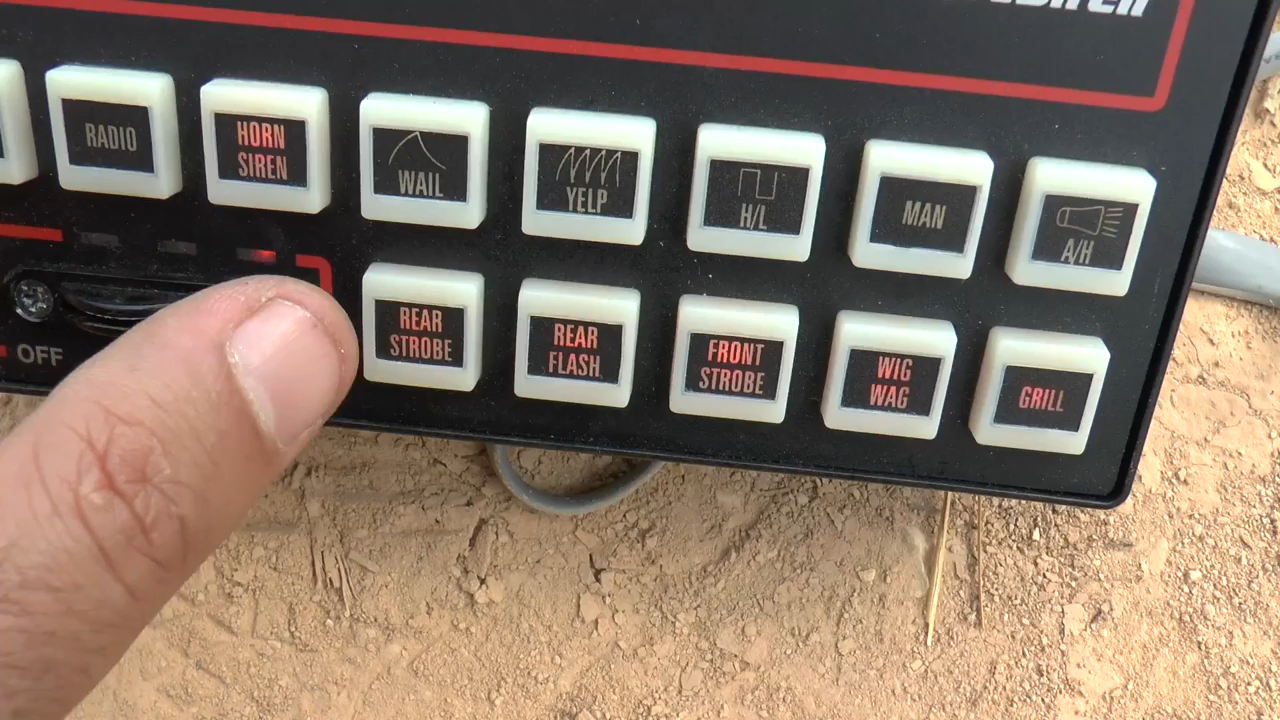 RADIO
HORN
SIREN
WAIL
YELP
H/L
MAN
A/H
REAR
STROBE
REAR
FLASH
FRONT
STROBE
WIG
WAG
GRILL
OFF